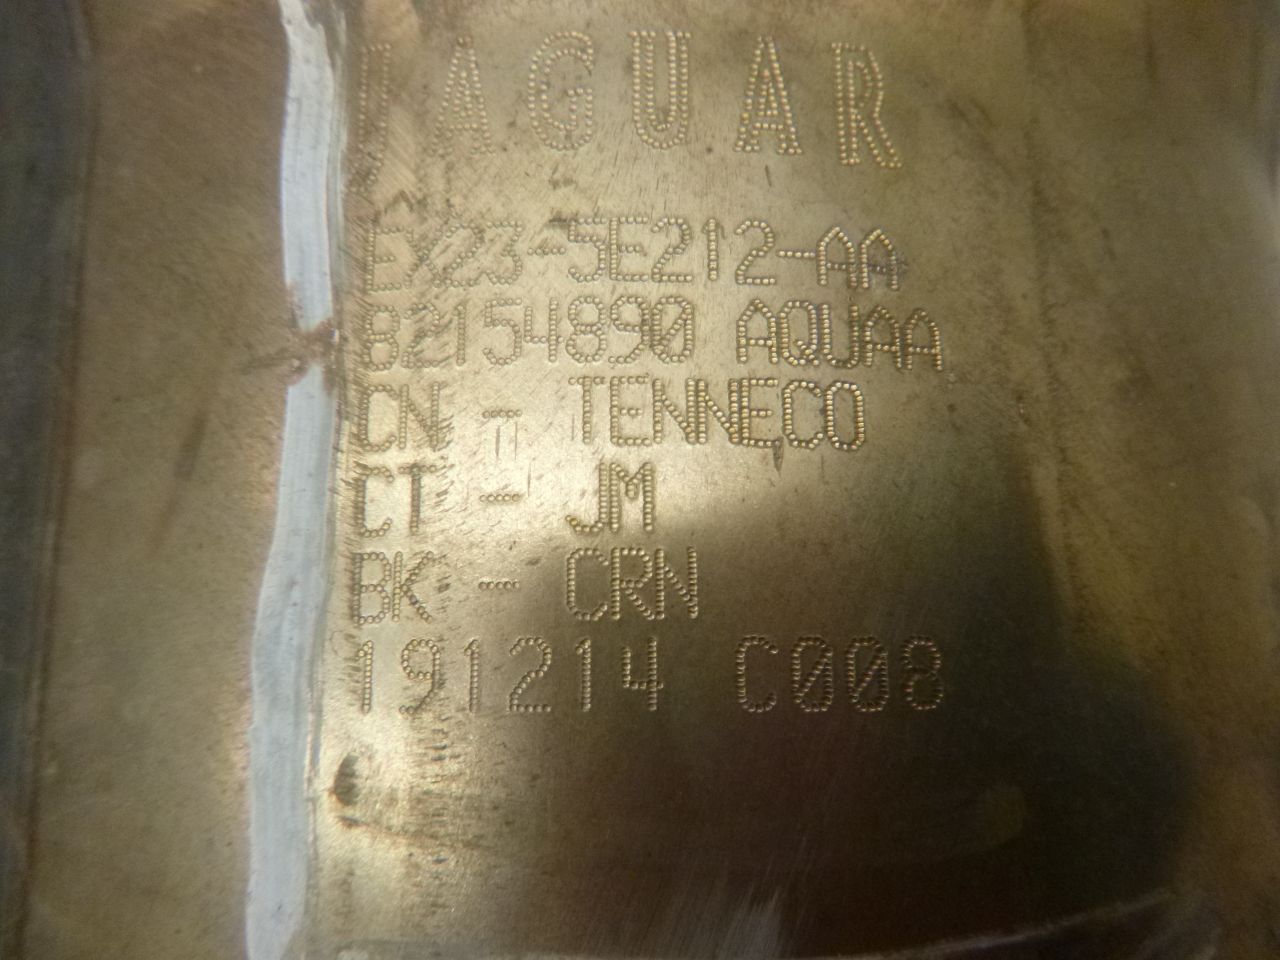 JAGUAR
EX23-5E212-AA
82154890 AQUAA
CN - TENNECO
CT - JM
BK - CRN
191214 C008